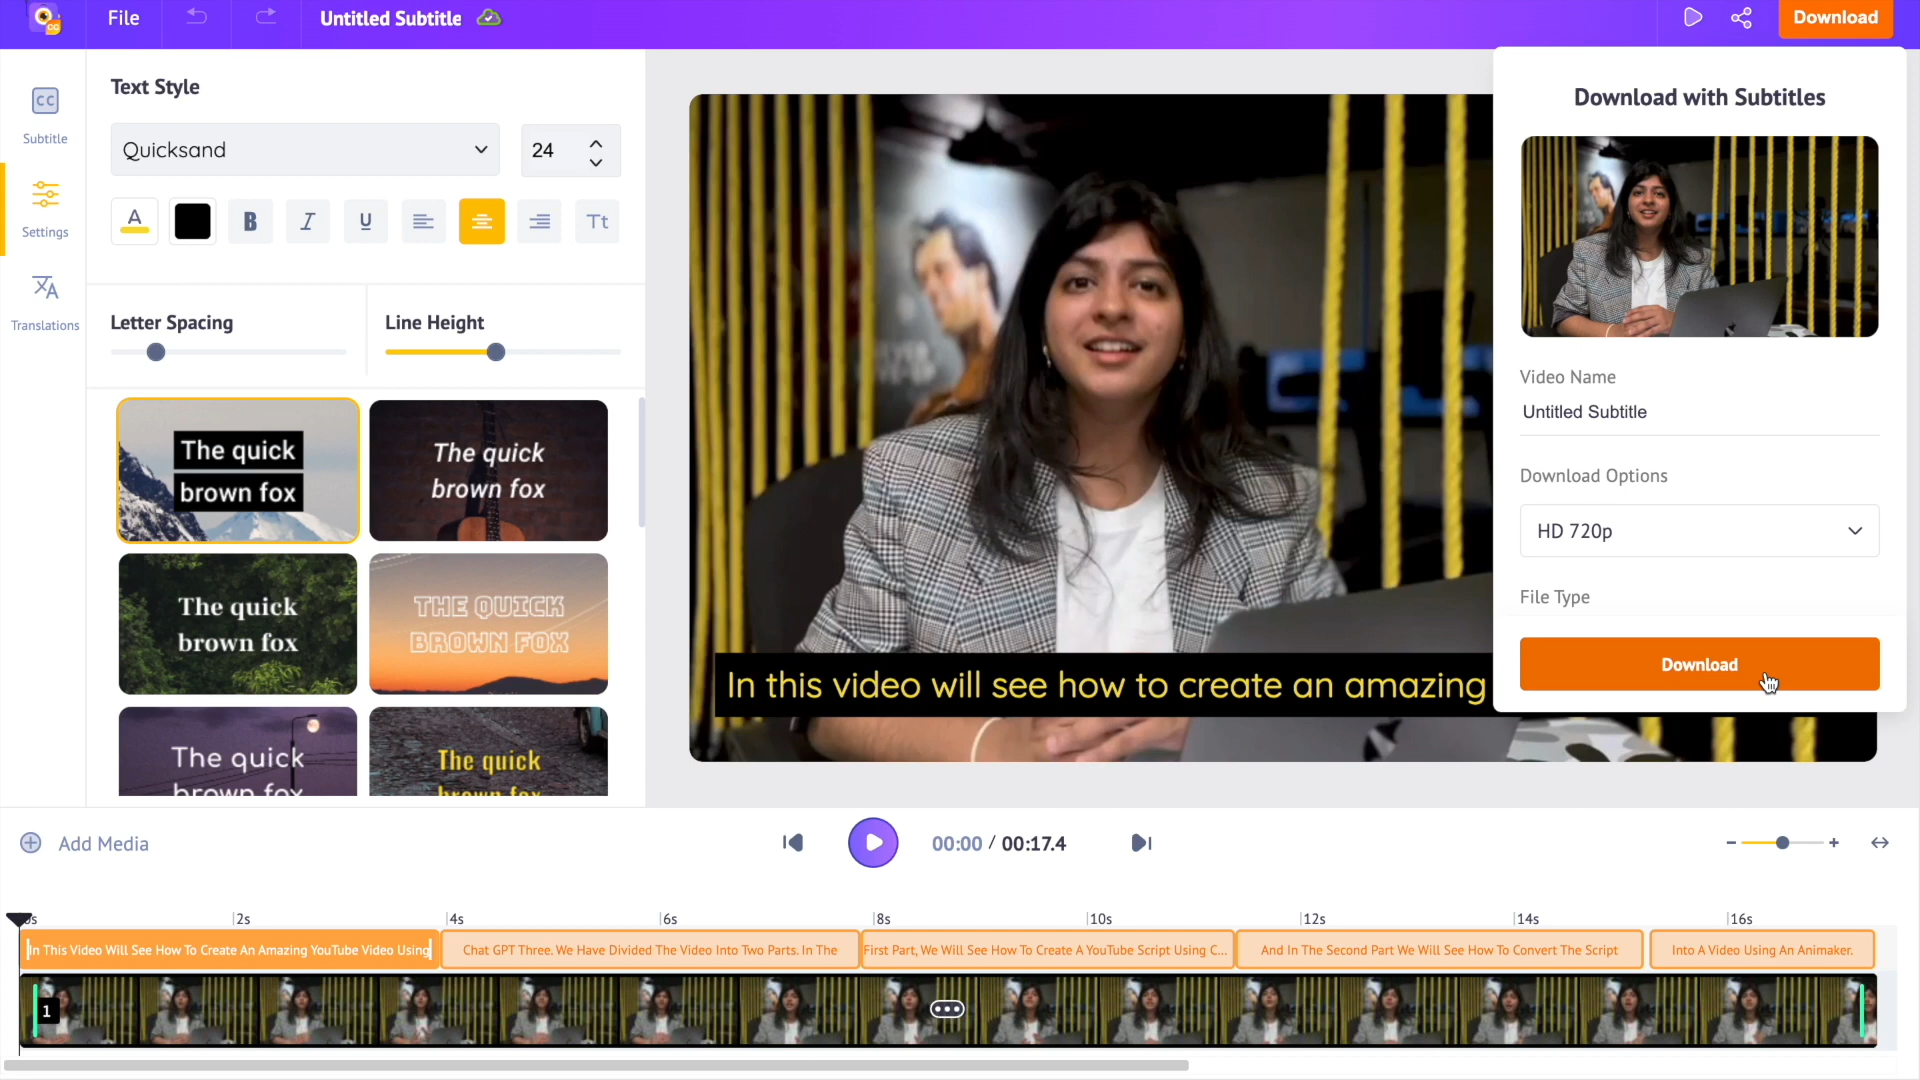 File
Untitled Subtitle
Download
CC
Subtitle
Settings
Translations
Text Style
Quicksand
24
A
B
I
U
Tt
Letter Spacing
Line Height
The quick
brown fox
The quick
brown fox
The quick
brown fox
THE QUICK
BROWN FOX
The quick
brown fox
The quick
brown fox
In this video will see how to create an amazing
Download with Subtitles
Video Name
Untitled Subtitle
Download Options
HD 720p
File Type
Download
Add Media
00:00 / 00:17.4
2s
4s
6s
8s
10s
12s
14s
16s
In This Video Will See How To Create An Amazing YouTube Video Using
Chat GPT Three. We Have Divided The Video Into Two Parts. In The
First Part, We Will See How To Create A YouTube Script Using C...
And In The Second Part We Will See How To Convert The Script
Into A Video Using An Animaker.
1